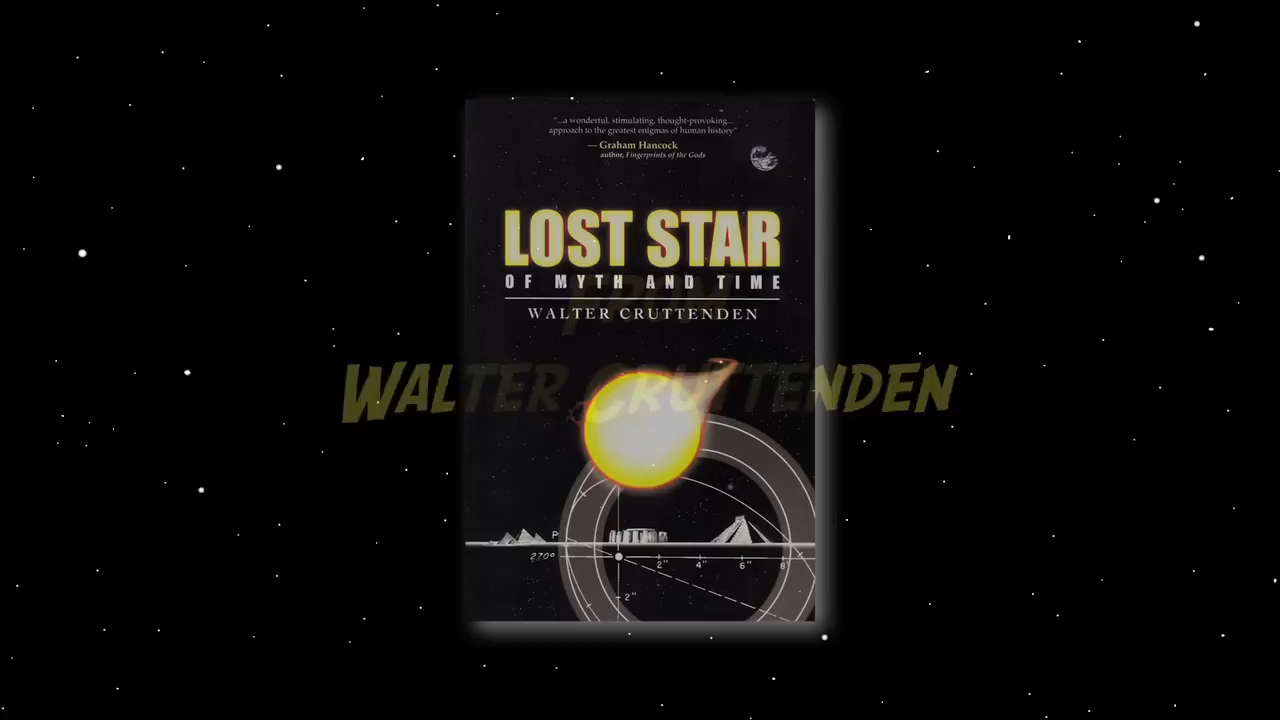 "...a wonderful, stimulating, thought-provoking...
approach to the greatest enigmas of human history"
— Graham Hancock
author, Fingerprints of the Gods
LOST STAR
OF MYTH AND TIME
WALTER CRUTTENDEN
FROM
WALTER CRUTTENDEN
P
270°
2" 4" 6" 8'
2"